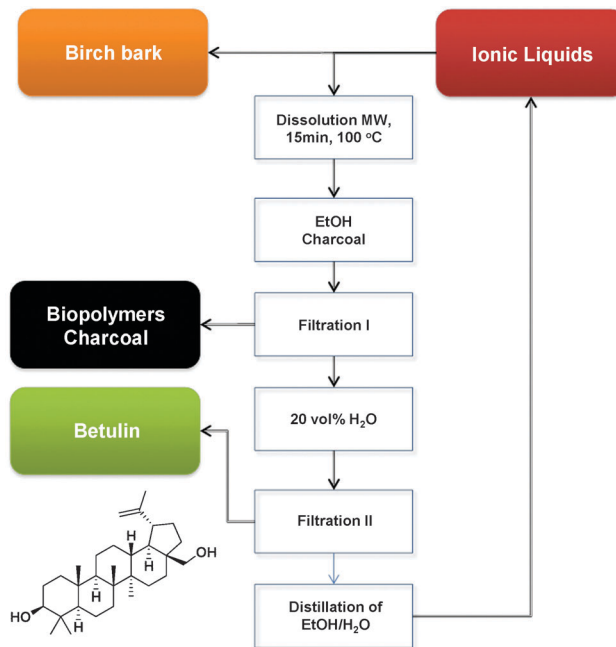 Birch bark
Ionic Liquids
Dissolution MW,
15min, 100 °C
EtOH
Charcoal
Biopolymers
Charcoal
Filtration I
20 vol% H₂O
Betulin
Filtration II
H
OH
H
H
HO
H
Distillation of
EtOH/H₂O